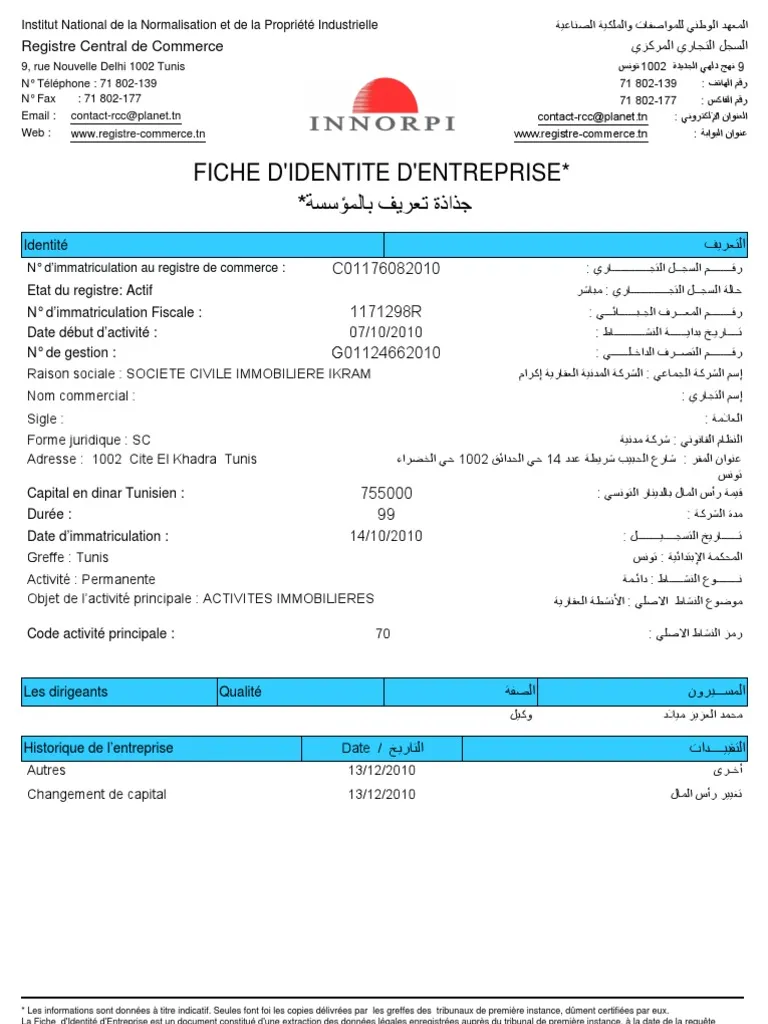 Institut National de la Normalisation et de la Propriété Industrielle المعهد الوطني للمواصفات والملكية الصناعية
Registre Central de Commerce السجل التجاري المركزي
9, rue Nouvelle Delhi 1002 Tunis 9 نهج دلهي الجديدة 1002 تونس
N° Téléphone : 71 802-139 رقم الهاتف : 71 802-139
N° Fax : 71 802-177 رقم الفاكس : 71 802-177
Email : contact-rcc@planet.tn العنوان الإلكتروني : contact-rcc@planet.tn
Web : www.registre-commerce.tn عنوان البوابة : www.registre-commerce.tn
INNORPI
FICHE D'IDENTITE D'ENTREPRISE*
جذاذة تعريف بالمؤسسة*
Identité التعريف
N° d'immatriculation au registre de commerce : C01176082010 رقم السجل التجاري :
Etat du registre: Actif حالة السجل التجاري : مباشر
N° d'immatriculation Fiscale : 1171298R رقم المعرف الجبائي :
Date début d'activité : 07/10/2010 تاريخ بداية النشاط :
N° de gestion : G01124662010 رقم التصرف الداخلي :
Raison sociale : SOCIETE CIVILE IMMOBILIERE IKRAM إسم الشركة الجماعي : الشركة المدنية العقارية إكرام
Nom commercial : إسم التجاري :
Sigle : العلامة :
Forme juridique : SC النظام القانوني : شركة مدنية
Adresse : 1002 Cite El Khadra Tunis عنوان المقر : شارع الحبيب شريطة عدد 14 حي الحدائق 1002 حي الخضراء
تونس
Capital en dinar Tunisien : 755000 قيمة رأس المال بالدينار التونسي :
Durée : 99 مدة الشركة :
Date d'immatriculation : 14/10/2010 تاريخ التسجيل :
Greffe : Tunis المحكمة الإبتدائية : تونس
Activité : Permanente نوع النشاط : دائمة
Objet de l'activité principale : ACTIVITES IMMOBILIERES موضوع النشاط الاصلي : الأنشطة العقارية
Code activité principale : 70 رمز النشاط الاصلي :
Les dirigeants Qualité الصفة المسيرون
وكيل محمد العزيز ميلاد
Historique de l'entreprise Date / التاريخ التقييدات
Autres 13/12/2010 أخرى
Changement de capital 13/12/2010 تغيير رأس المال
* Les informations sont données à titre indicatif. Seules font foi les copies délivrées par les greffes des tribunaux de première instance, dûment certifiées par eux.
La Fiche d'Identité d'Entreprise est un document constitué d'une extraction des données légales enregistrées auprès du tribunal de première instance, à la date de la requête